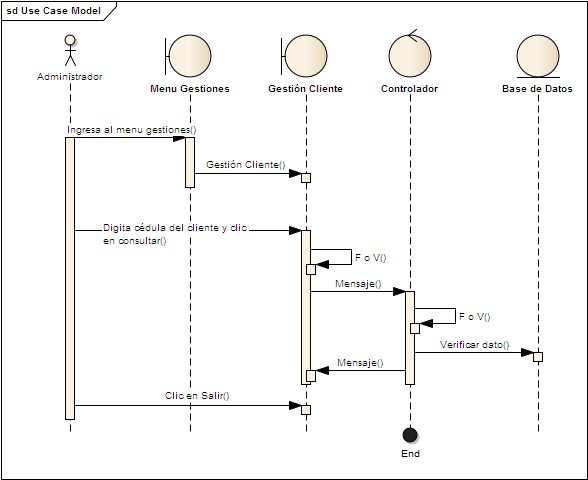 sd Use Case Model
Administrador
Menu Gestiones
Gestión Cliente
Controlador
Base de Datos
Ingresa al menu gestiones()
Gestión Cliente()
Digita cédula del cliente y clic
en consultar()
F o V()
Mensaje()
F o V()
Verificar dato()
Mensaje()
Clic en Salir()
End